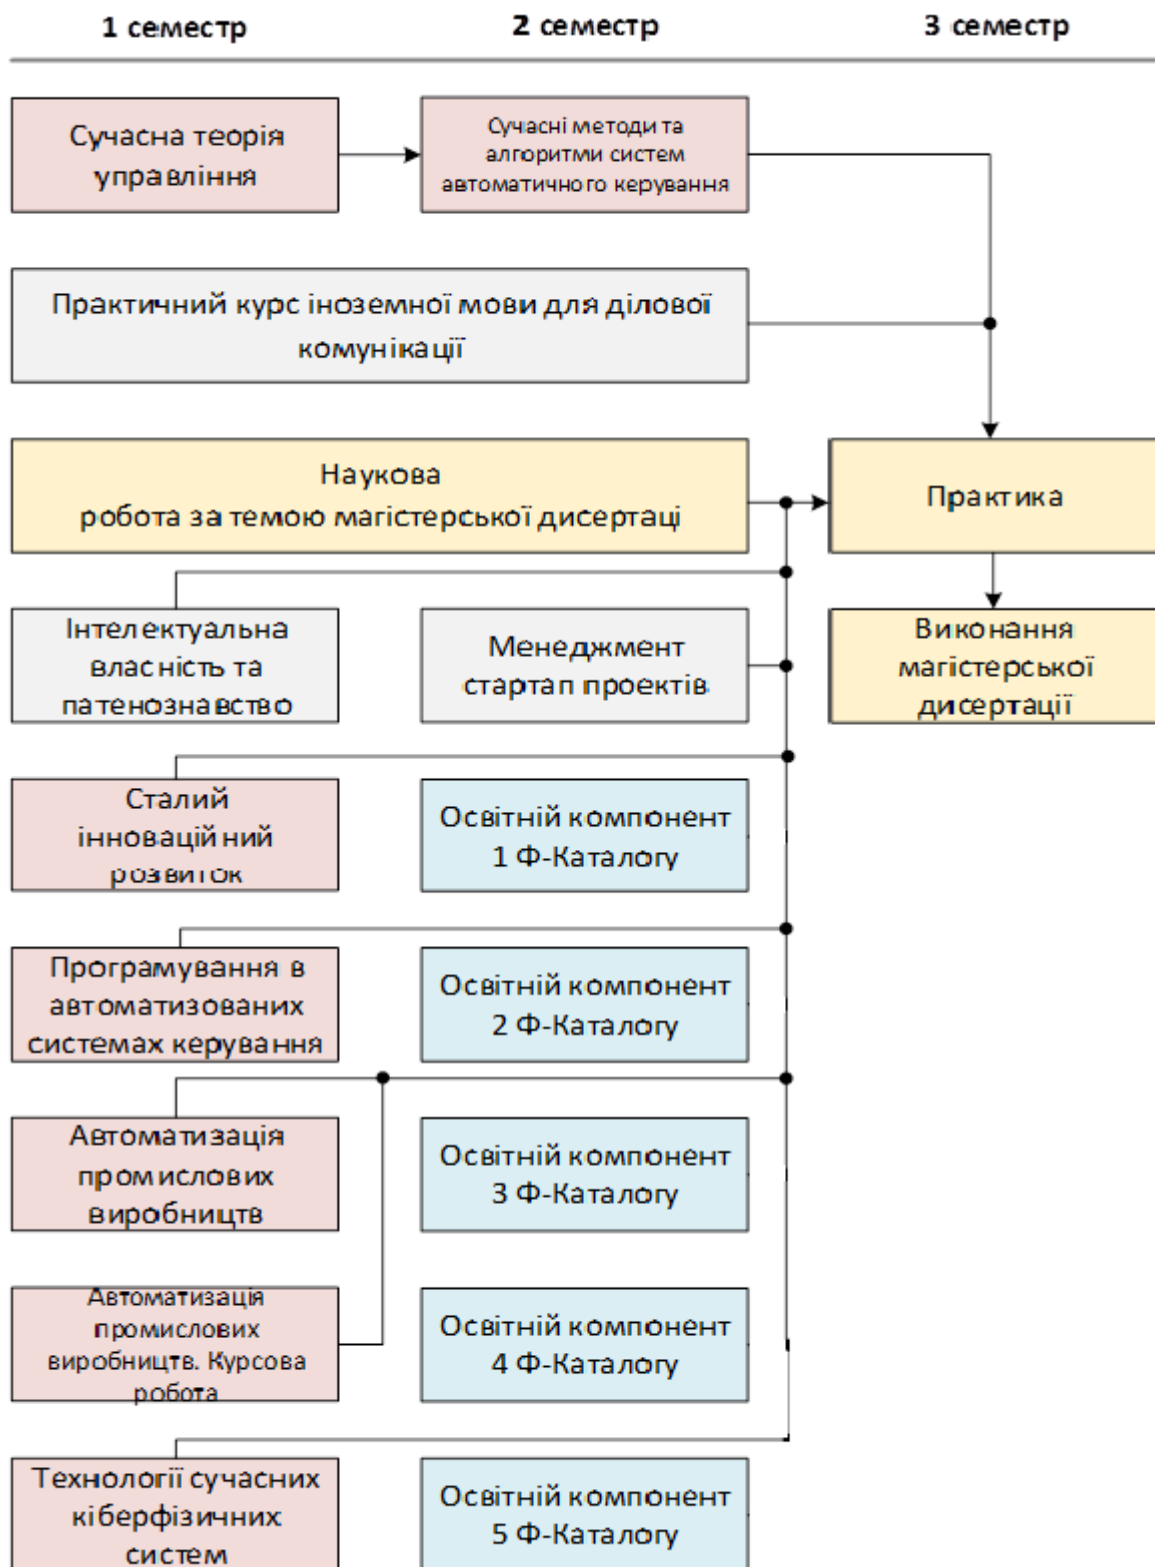 1 семестр
2 семестр
3 семестр
Сучасна теорія
управління
Сучасні методи та
алгоритми систем
автоматичного керування
Практичний курс іноземної мови для ділової
комунікації
Наукова
робота за темою магістерської дисертаці
Практика
Інтелектуальна
власність та
патенознавство
Менеджмент
стартап проектів
Виконання
магістерської
дисертації
Сталий
інноваційний
розвиток
Освітній компонент
1 Ф-Каталогу
Програмування в
автоматизованих
системах керування
Освітній компонент
2 Ф-Каталогу
Автоматизація
промислових
виробництв
Освітній компонент
3 Ф-Каталогу
Автоматизація
промислових
виробництв. Курсова
робота
Освітній компонент
4 Ф-Каталогу
Технології сучасних
кіберфізичних
систем
Освітній компонент
5 Ф-Каталогу